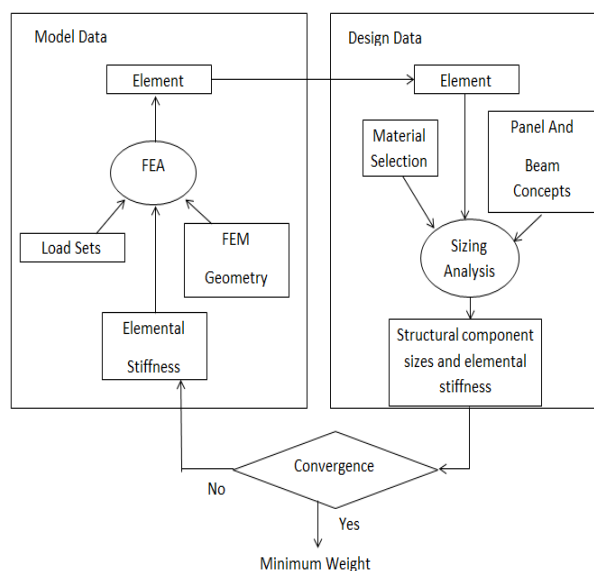 Model Data
Element
FEA
Load Sets
FEM
Geometry
Elemental
Stiffness
Design Data
Element
Material
Selection
Panel And
Beam
Concepts
Sizing
Analysis
Structural component
sizes and elemental
stiffness
Convergence
No
Yes
Minimum Weight